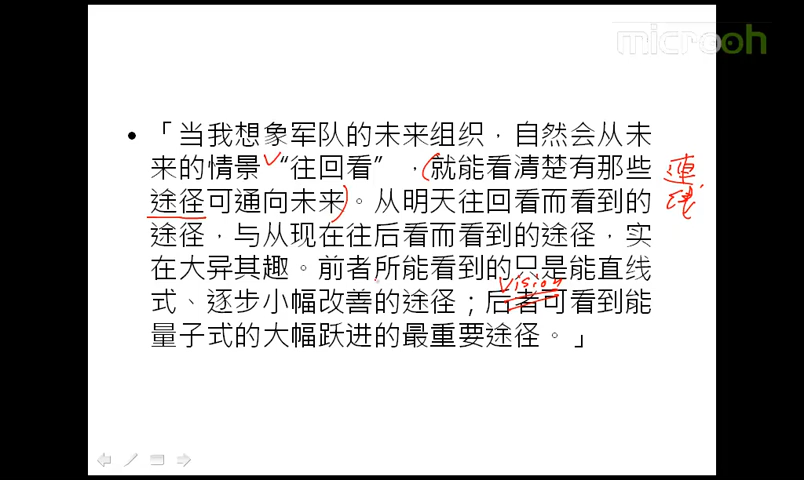 microoh
• 「当我想象军队的未来组织，自然会从未
来的情景“往回看”，就能看清楚有那些
途径可通向未来。从明天往回看而看到的
途径，与从现在往后看而看到的途径，实
在大异其趣。前者所能看到的只是能直线
Vision
式、逐步小幅改善的途径；后者可看到能
量子式的大幅跃进的最重要途径。」
連
线